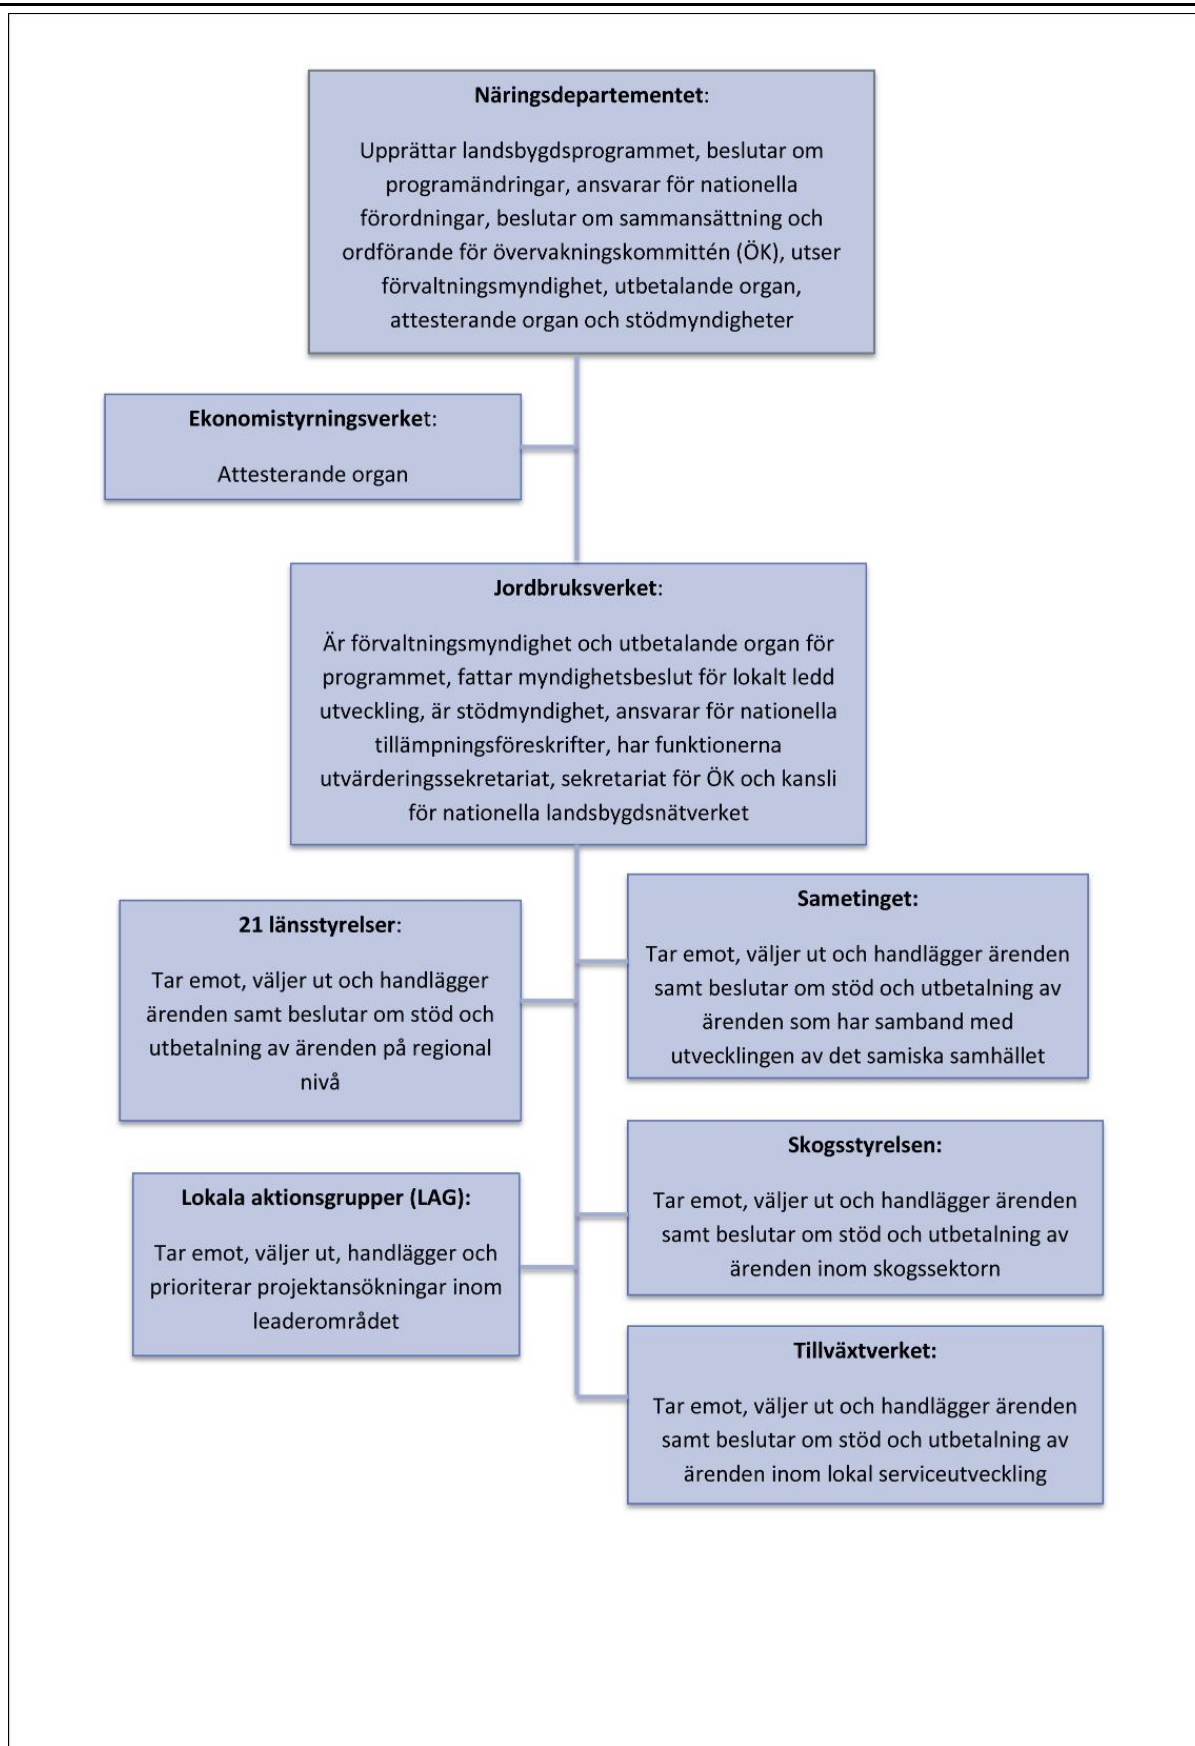 Näringsdepartementet:
Upprättar landsbygdsprogrammet, beslutar om
programändringar, ansvarar för nationella
förordningar, beslutar om sammansättning och
ordförande för övervakningskommittén (ÖK), utser
förvaltningsmyndighet, utbetalande organ,
attesterande organ och stödmyndigheter
Ekonomistyrningsverket:
Attesterande organ
Jordbruksverket:
Är förvaltningsmyndighet och utbetalande organ för
programmet, fattar myndighetsbeslut för lokalt ledd
utveckling, är stödmyndighet, ansvarar för nationella
tillämpningsföreskrifter, har funktionerna
utvärderingssekretariat, sekretariat för ÖK och kansli
för nationella landsbygdsnätverket
21 länsstyrelser:
Tar emot, väljer ut och handlägger
ärenden samt beslutar om stöd och
utbetalning av ärenden på regional
nivå
Sametinget:
Tar emot, väljer ut och handlägger ärenden
samt beslutar om stöd och utbetalning av
ärenden som har samband med
utvecklingen av det samiska samhället
Lokala aktionsgrupper (LAG):
Tar emot, väljer ut, handlägger och
prioriterar projektansökningar inom
leaderområdet
Skogsstyrelsen:
Tar emot, väljer ut och handlägger ärenden
samt beslutar om stöd och utbetalning av
ärenden inom skogssektorn
Tillväxtverket:
Tar emot, väljer ut och handlägger ärenden
samt beslutar om stöd och utbetalning av
ärenden inom lokal serviceutveckling